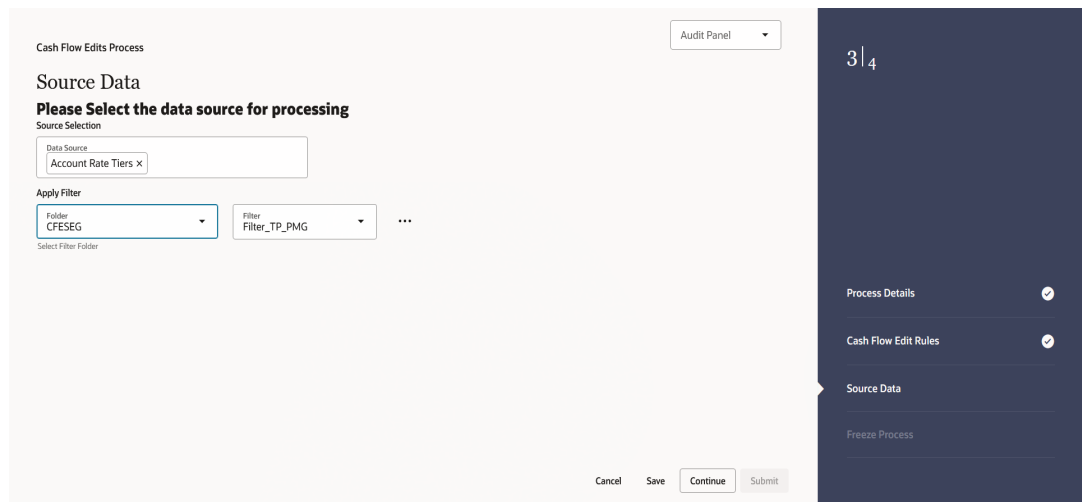 Audit Panel
Cash Flow Edits Process
3|4
Source Data
Please Select the data source for processing
Source Selection
Data Source
Account Rate Tiers ×
Apply Filter
Folder
CFESEG
Filter
Filter_TP_PMG
...
Select Filter Folder
Process Details
Cash Flow Edit Rules
Source Data
Freeze Process
Cancel Save Continue Submit